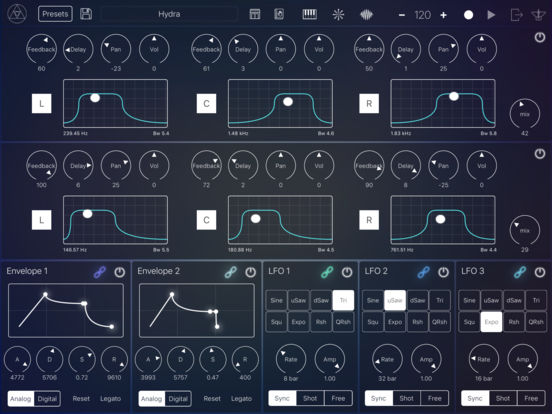 Presets Hydra 120
Feedback Delay Pan Vol Feedback Delay Pan Vol Feedback Delay Pan Vol
60 2 -23 0 61 3 0 0 50 1 25 0
L C R
mix
239.45 Hz Bw 5.4 1.48 kHz Bw 4.6 1.83 kHz Bw 5.8 42
Feedback Delay Pan Vol Feedback Delay Pan Vol Feedback Delay Pan Vol
100 6 25 0 72 2 0 0 90 8 -25 0
L C R
mix
146.57 Hz Bw 5.5 180.88 Hz Bw 4.5 761.51 Hz Bw 4.4 29
Envelope 1 Envelope 2 LFO 1 LFO 2 LFO 3
Sine uSaw dSaw Tri Sine uSaw dSaw Tri Sine uSaw dSaw Tri
Squ Expo Rsh QRsh Squ Expo Rsh QRsh Squ Expo Rsh QRsh
A D S R A D S R Rate Amp Rate Amp Rate Amp
4772 5706 0.72 9610 3993 5757 0.47 400 8 bar 1.00 32 bar 1.00 16 bar 1.00
Analog Digital Reset Legato Analog Digital Reset Legato Sync Shot Free Sync Shot Free Sync Shot Free